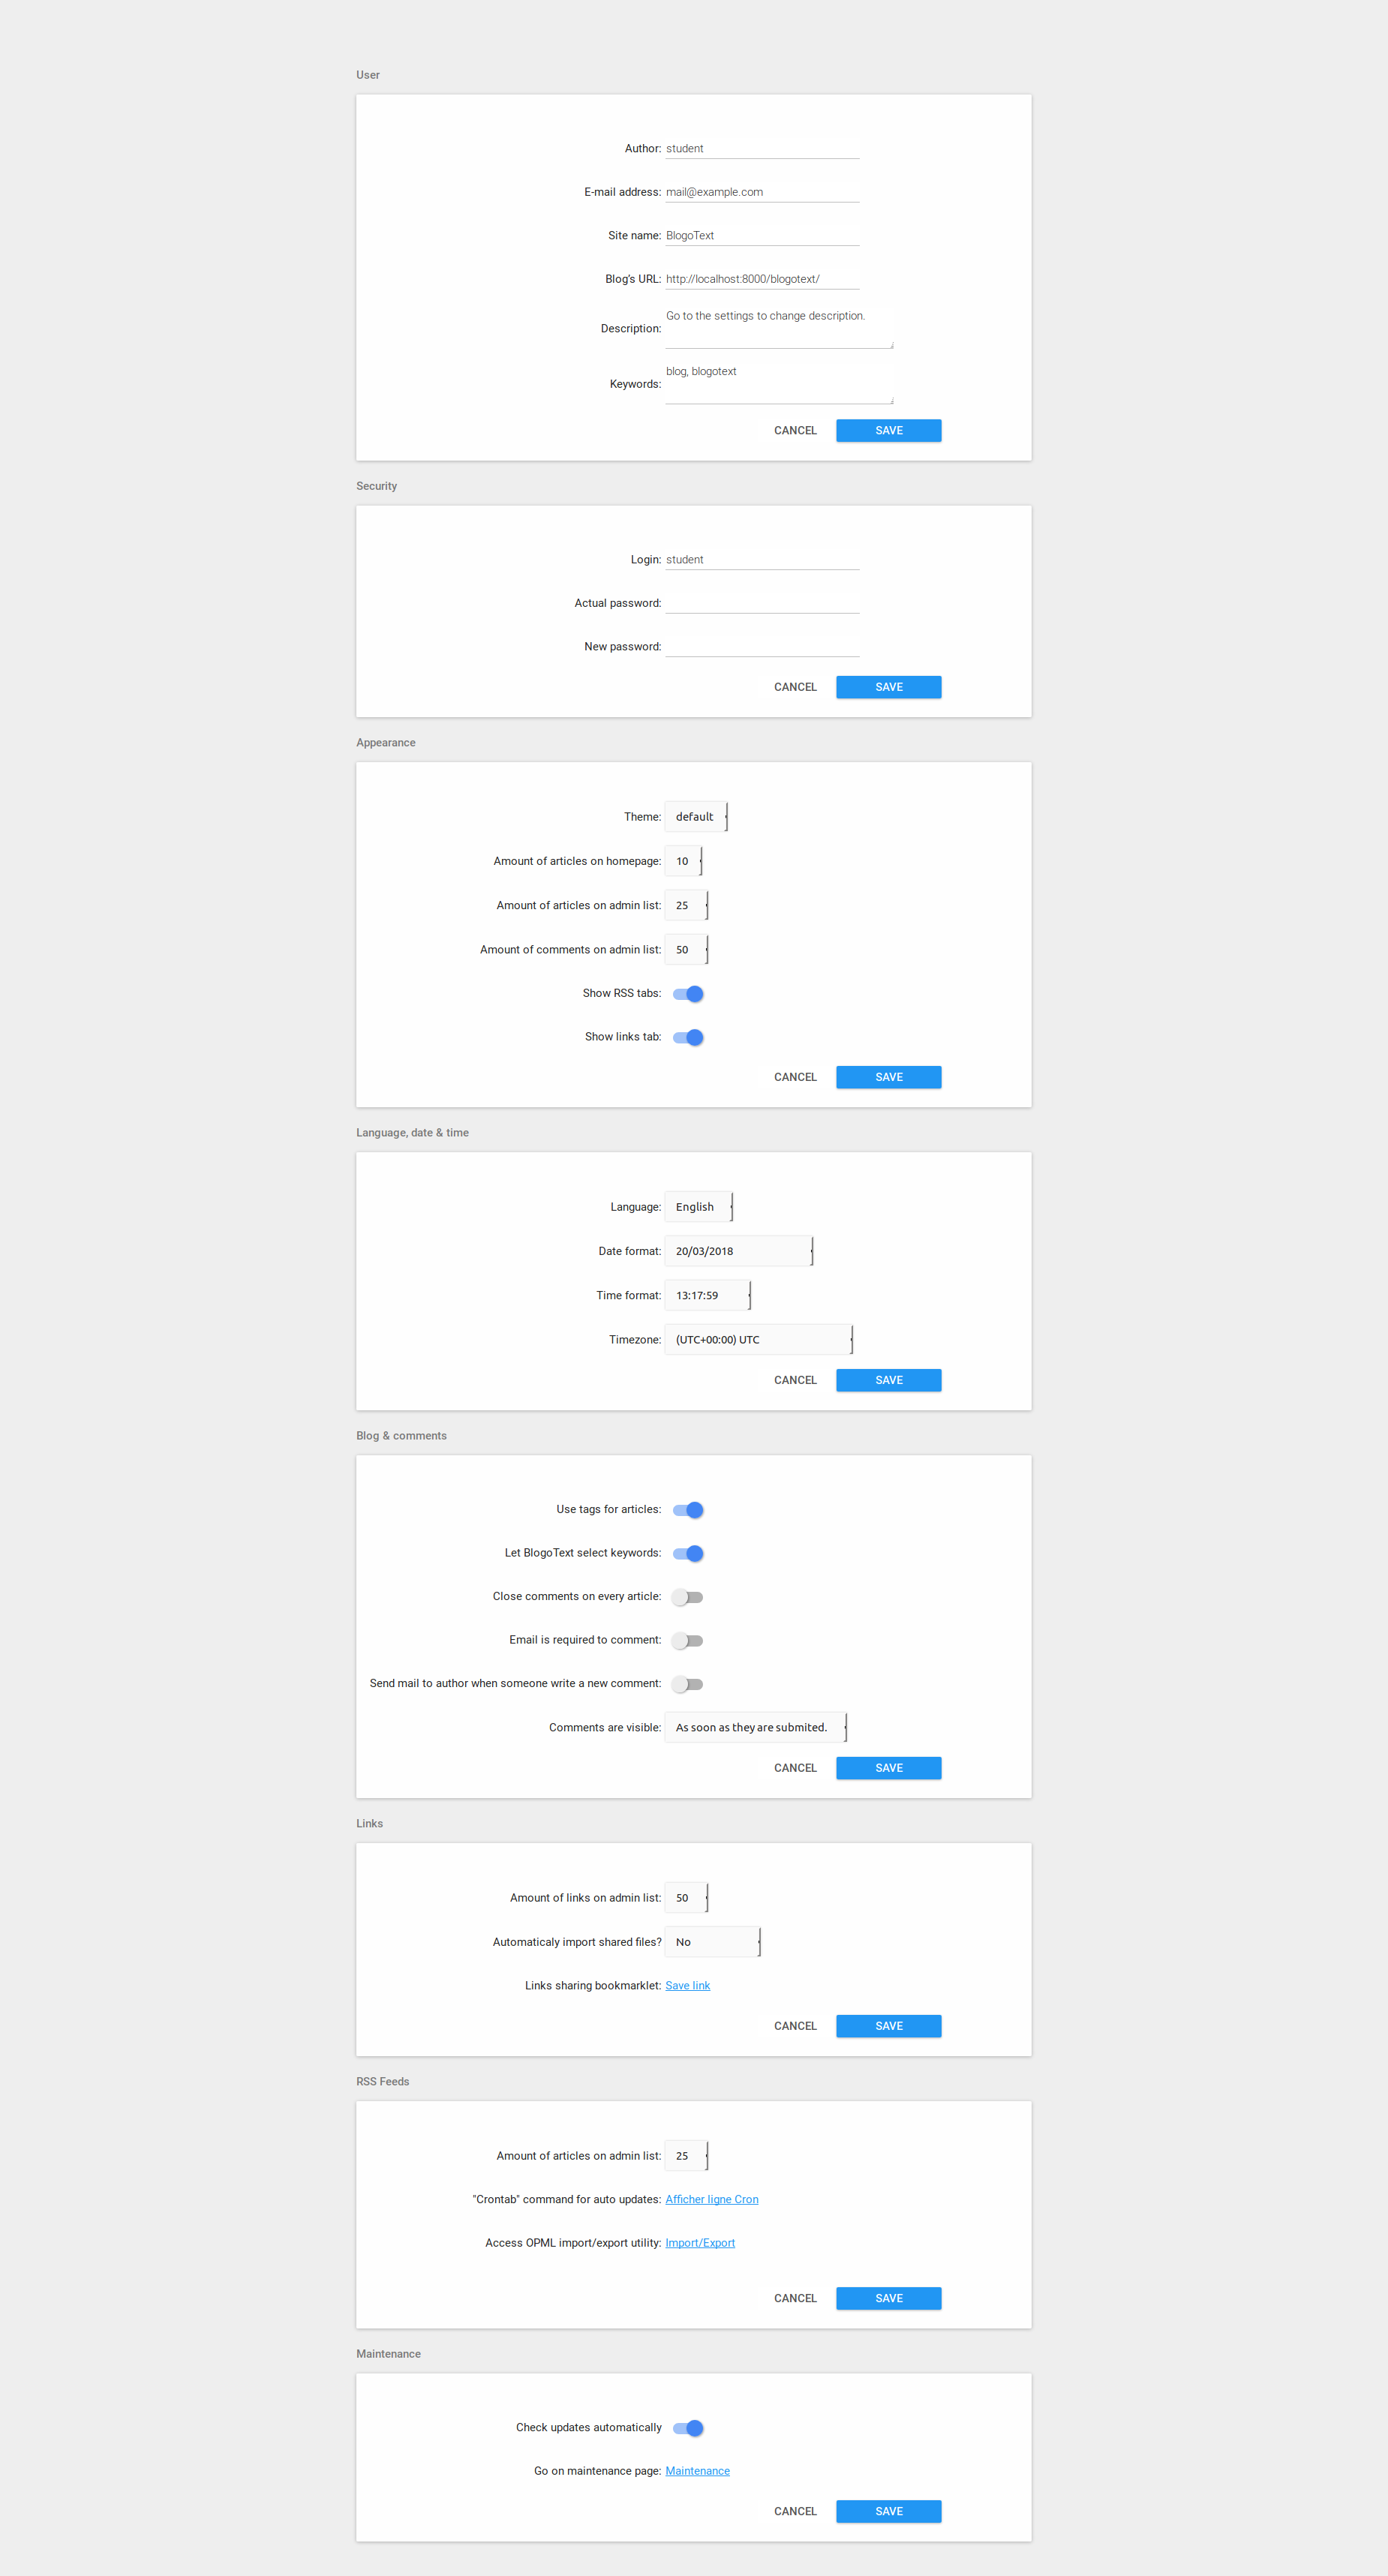 User
Author: student
E-mail address: mail@example.com
Site name: BlogoText
Blog's URL: http://localhost:8000/blogotext/
Description: Go to the settings to change description.
Keywords: blog, blogotext
CANCEL SAVE
Security
Login: student
Actual password:
New password:
CANCEL SAVE
Appearance
Theme: default
Amount of articles on homepage: 10
Amount of articles on admin list: 25
Amount of comments on admin list: 50
Show RSS tabs:
Show links tab:
CANCEL SAVE
Language, date & time
Language: English
Date format: 20/03/2018
Time format: 13:17:59
Timezone: (UTC+00:00) UTC
CANCEL SAVE
Blog & comments
Use tags for articles:
Let BlogoText select keywords:
Close comments on every article:
Email is required to comment:
Send mail to author when someone write a new comment:
Comments are visible: As soon as they are submited.
CANCEL SAVE
Links
Amount of links on admin list: 50
Automaticaly import shared files? No
Links sharing bookmarklet: Save link
CANCEL SAVE
RSS Feeds
Amount of articles on admin list: 25
"Crontab" command for auto updates: Afficher ligne Cron
Access OPML import/export utility: Import/Export
CANCEL SAVE
Maintenance
Check updates automatically
Go on maintenance page: Maintenance
CANCEL SAVE